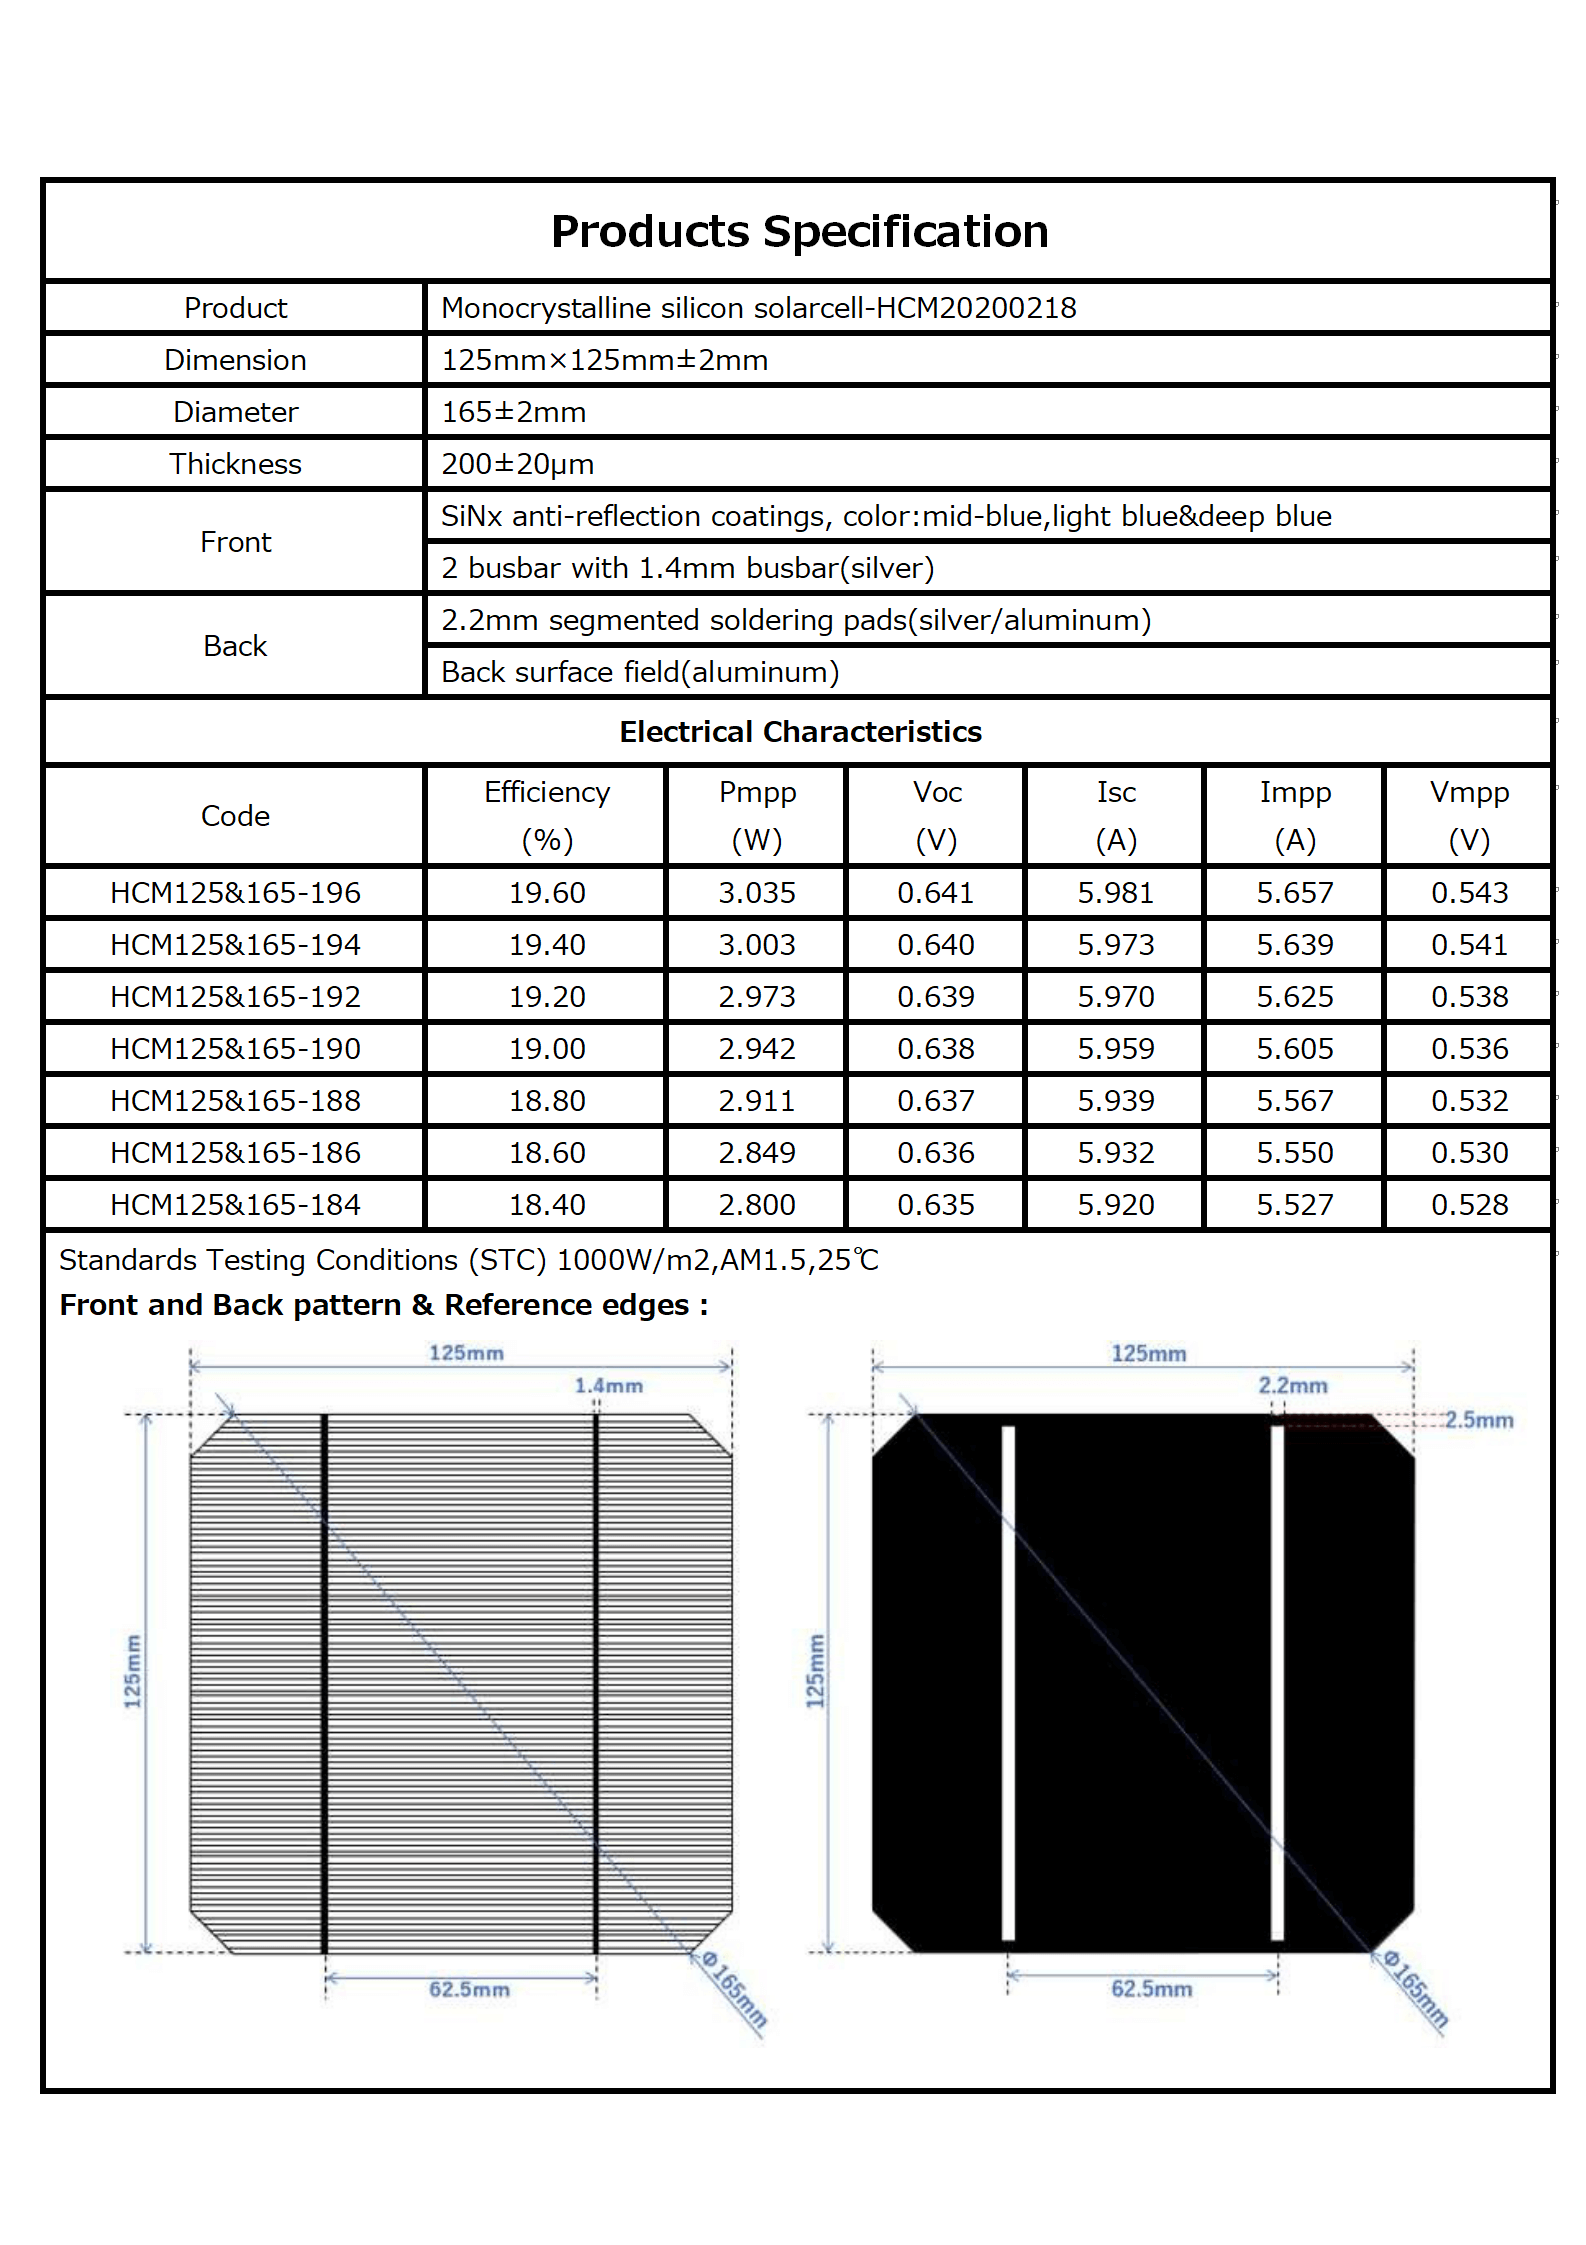 Products Specification
Product
Monocrystalline silicon solarcell-HCM20200218
Dimension
125mm×125mm±2mm
Diameter
165±2mm
Thickness
200±20μm
Front
SiNx anti-reflection coatings, color:mid-blue,light blue&deep blue
2 busbar with 1.4mm busbar(silver)
Back
2.2mm segmented soldering pads(silver/aluminum)
Back surface field(aluminum)
Electrical Characteristics
Code Efficiency (%) Pmpp (W) Voc (V) Isc (A) Impp (A) Vmpp (V)
HCM125&165-196 19.60 3.035 0.641 5.981 5.657 0.543
HCM125&165-194 19.40 3.003 0.640 5.973 5.639 0.541
HCM125&165-192 19.20 2.973 0.639 5.970 5.625 0.538
HCM125&165-190 19.00 2.942 0.638 5.959 5.605 0.536
HCM125&165-188 18.80 2.911 0.637 5.939 5.567 0.532
HCM125&165-186 18.60 2.849 0.636 5.932 5.550 0.530
HCM125&165-184 18.40 2.800 0.635 5.920 5.527 0.528
Standards Testing Conditions (STC) 1000W/m2,AM1.5,25℃
Front and Back pattern & Reference edges :
125mm
1.4mm
125mm
62.5mm
Φ165mm
125mm
2.2mm
2.5mm
125mm
62.5mm
Φ165mm